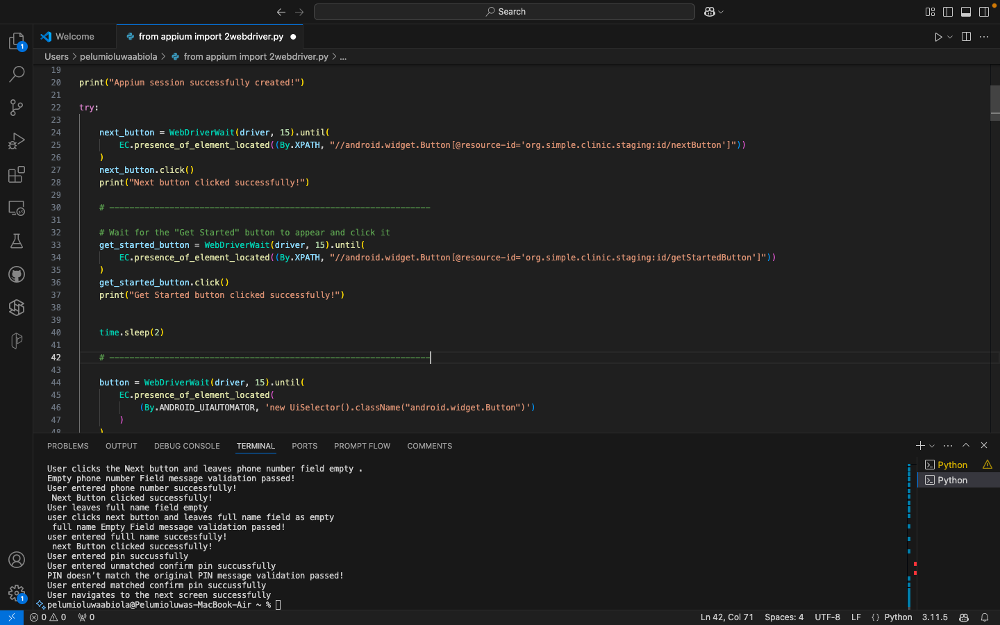 Search
Welcome
from appium import 2webdriver.py
Users > pelumioluwaabiola > from appium import 2webdriver.py > ...
19
20 print("Appium session successfully created!")
21
22 try:
23
24 next_button = WebDriverWait(driver, 15).until(
25 EC.presence_of_element_located((By.XPATH, "//android.widget.Button[@resource-id='org.simple.clinic.staging:id/nextButton']"))
26 )
27 next_button.click()
28 print("Next button clicked successfully!")
29
30 # ----------------------------------------------------------------
31
32 # Wait for the "Get Started" button to appear and click it
33 get_started_button = WebDriverWait(driver, 15).until(
34 EC.presence_of_element_located((By.XPATH, "//android.widget.Button[@resource-id='org.simple.clinic.staging:id/getStartedButton']"))
35 )
36 get_started_button.click()
37 print("Get Started button clicked successfully!")
38
39
40 time.sleep(2)
41
42 # ----------------------------------------------------------------
43
44 button = WebDriverWait(driver, 15).until(
45 EC.presence_of_element_located(
46 (By.ANDROID_UIAUTOMATOR, 'new UiSelector().className("android.widget.Button")')
47 )
48 )
PROBLEMS OUTPUT DEBUG CONSOLE TERMINAL PORTS PROMPT FLOW COMMENTS
User clicks the Next button and leaves phone number field empty .
Empty phone number Field message validation passed!
User entered phone number successfully!
Next Button clicked successfully!
User leaves full name field empty
user clicks next button and leaves full name field as empty
full name Empty Field message validation passed!
user entered fulll name successfully!
next Button clicked successfully!
User entered pin succussfully
User entered unmatched confirm pin succussfully
PIN doesn’t match the original PIN message validation passed!
User entered matched confirm pin succussfully
User navigates to the next screen successfully
pelumioluwaabiola@Pelumioluwas-MacBook-Air ~ %
Python
Python
1
1
0 0 0 Ln 42, Col 71 Spaces: 4 UTF-8 LF {} Python 3.11.5